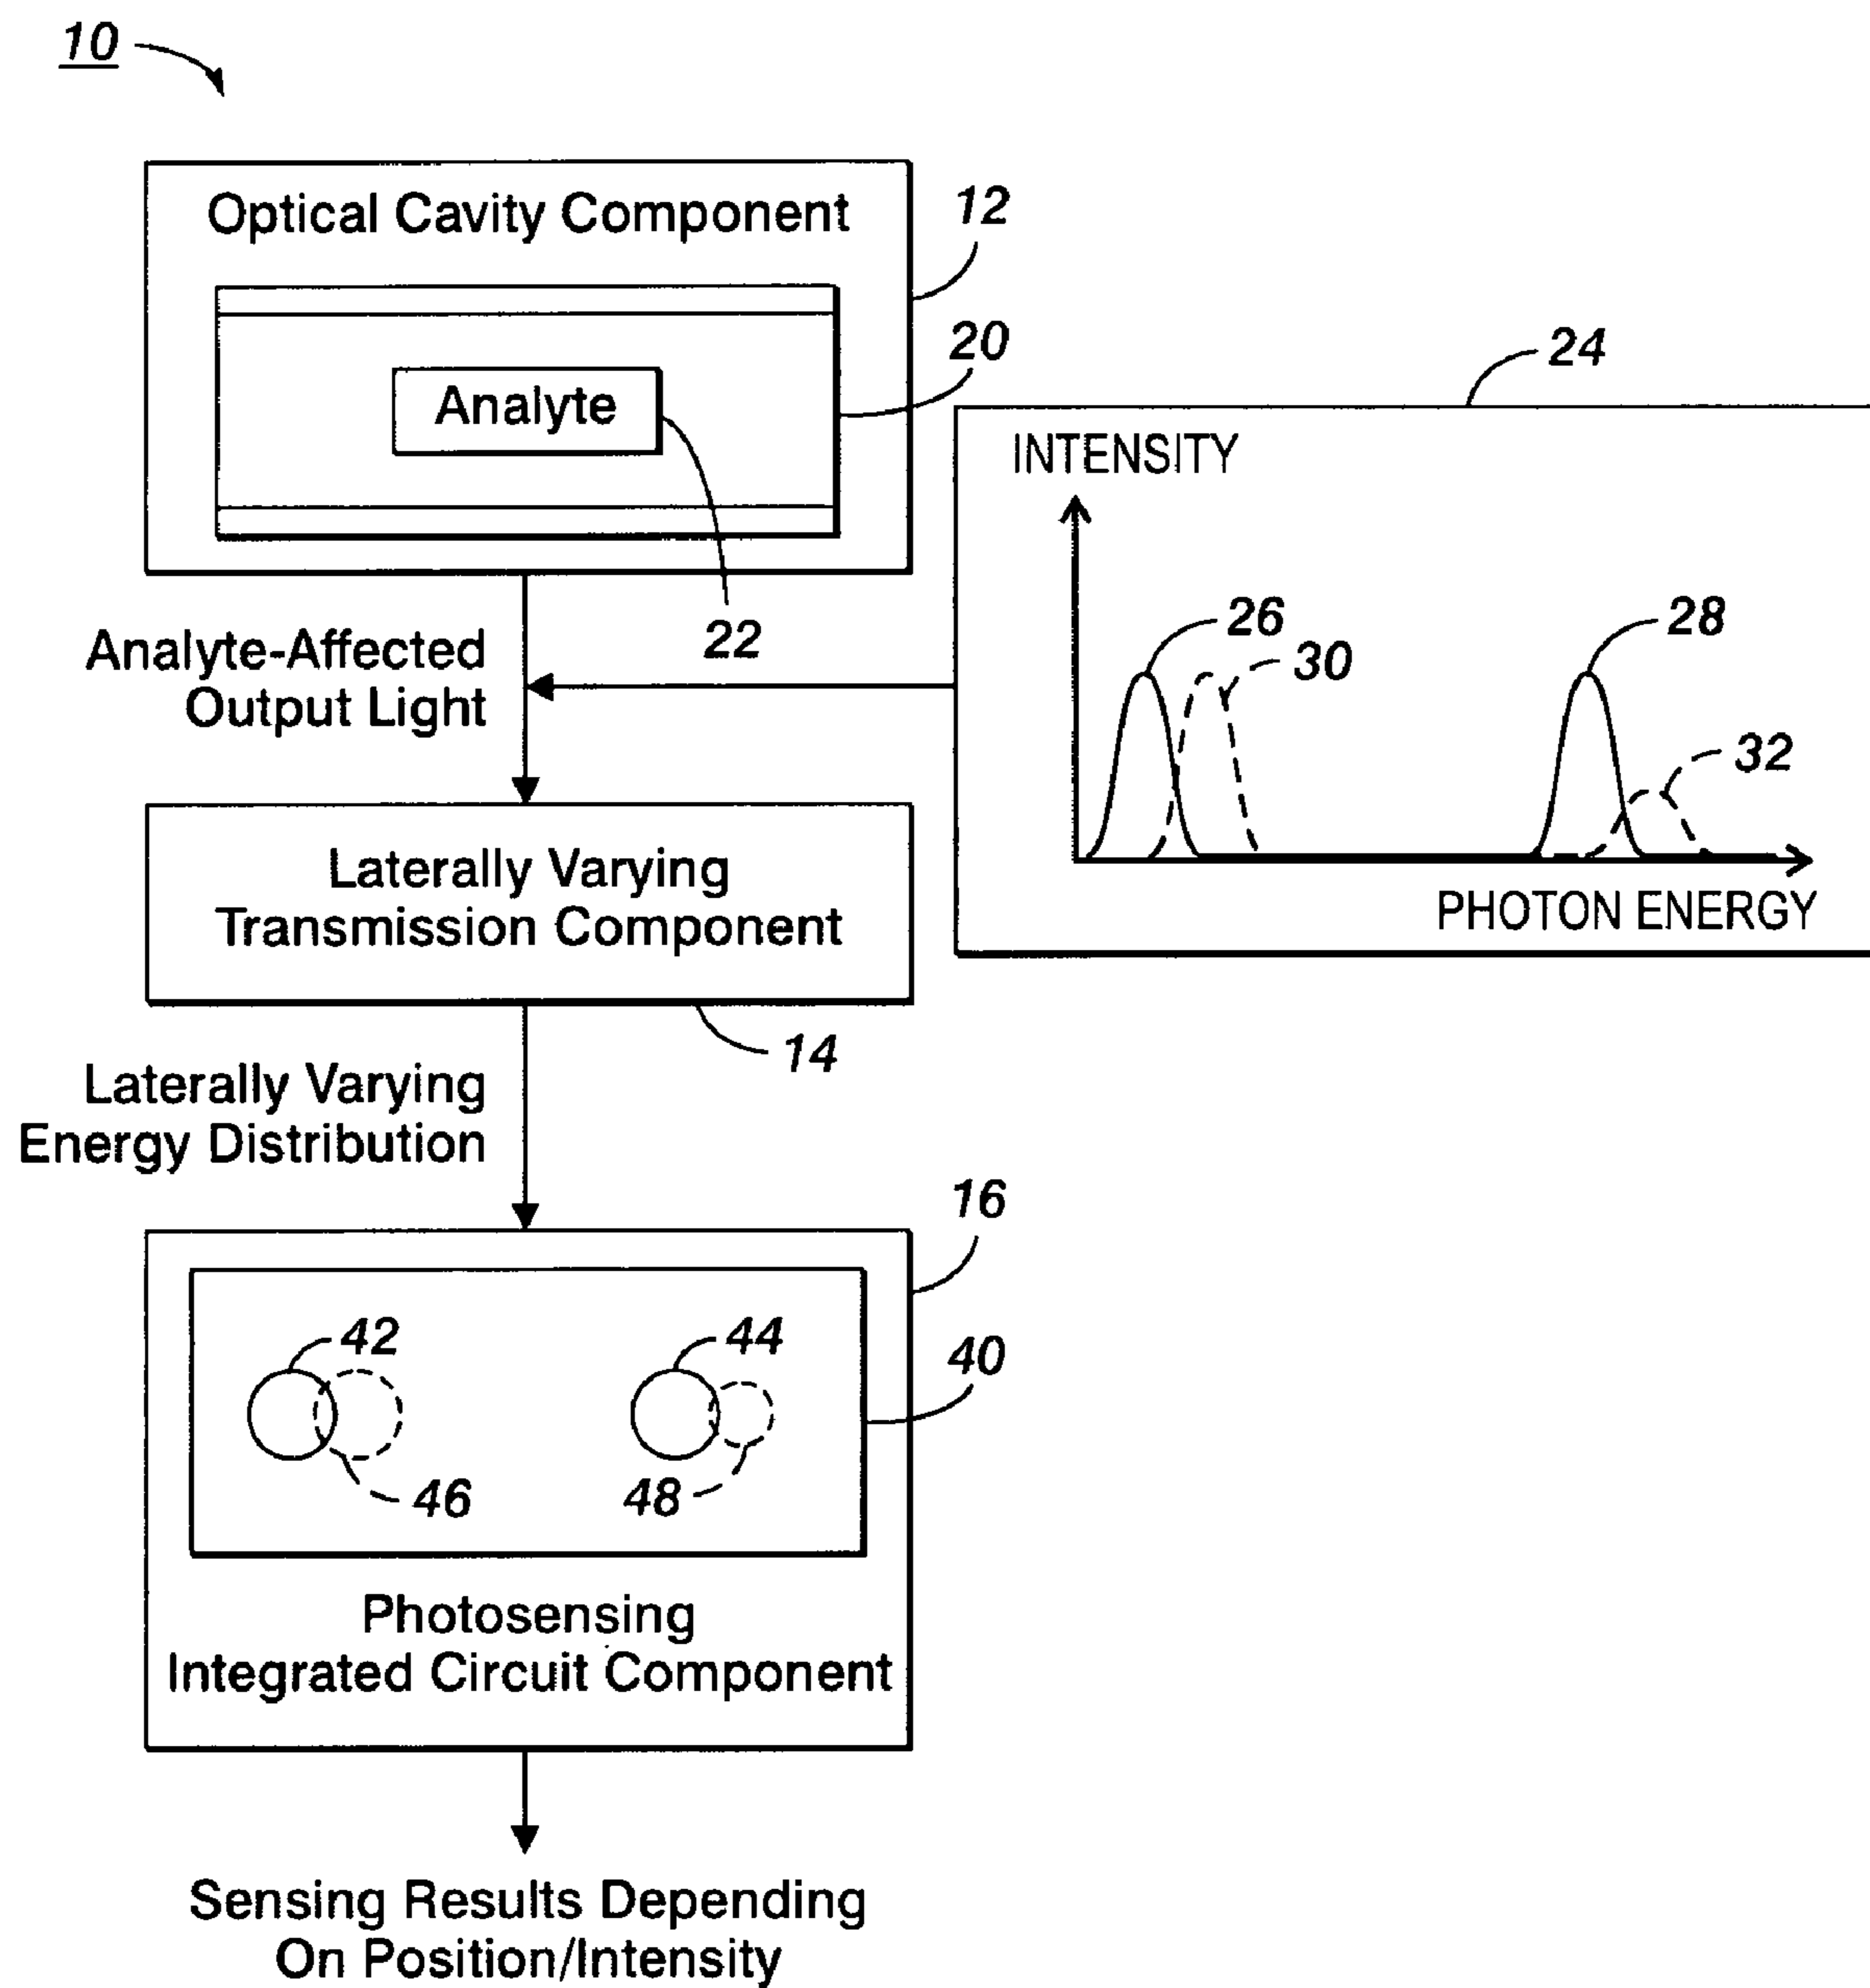 10
Optical Cavity Component
12
20
Analyte
22
24
INTENSITY
26
28
30
32
PHOTON ENERGY
Analyte-Affected
Output Light
Laterally Varying
Transmission Component
14
Laterally Varying
Energy Distribution
16
42
44
40
46
48
Photosensing
Integrated Circuit Component
Sensing Results Depending
On Position/Intensity